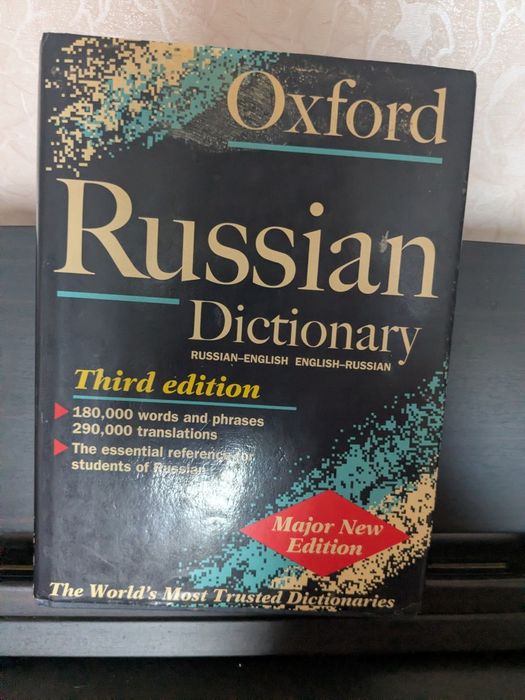 Oxford
Russian
Dictionary
RUSSIAN–ENGLISH ENGLISH–RUSSIAN
Third edition
180,000 words and phrases
290,000 translations
The essential reference for
students of Russian
Major New
Edition
The World's Most Trusted Dictionaries